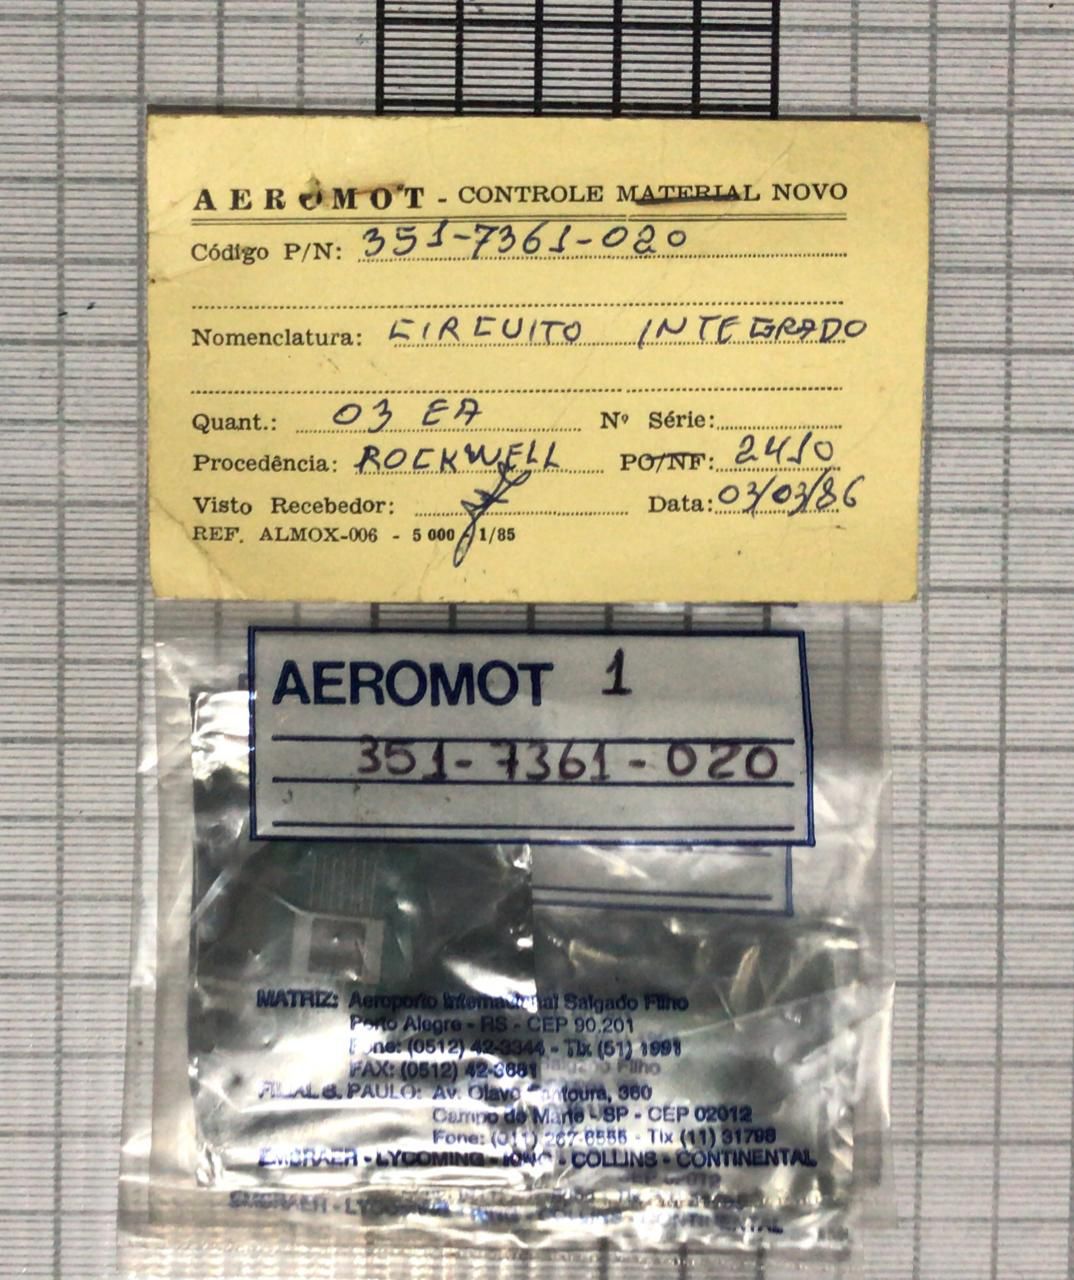 AEROMOT - CONTROLE MATERIAL NOVO
Código P/N: 351-7361-020
Nomenclatura: CIRCUITO INTEGRADO
Quant.: 03 EA Nº Série:
Procedência: ROCKWELL PO/NF: 2410
Visto Recebedor: Data: 03/03/86
REF. ALMOX-006 - 5 000 - 1/85
AEROMOT 1
351-7361-020
MATRIZ: Aeroporto Internacional Salgado Filho
Porto Alegre - RS - CEP 90.201
Fone: (0512) 42-3344 - Tlx (51) 1991
FAX: (0512) 42-3681
FILIAL S. PAULO: Av. Olavo Fontoura, 360
Campo de Marte - SP - CEP 02012
Fone: (011) 267-6555 - Tlx (11) 31798
EMBRAER - LYCOMING - KING - COLLINS - CONTINENTAL